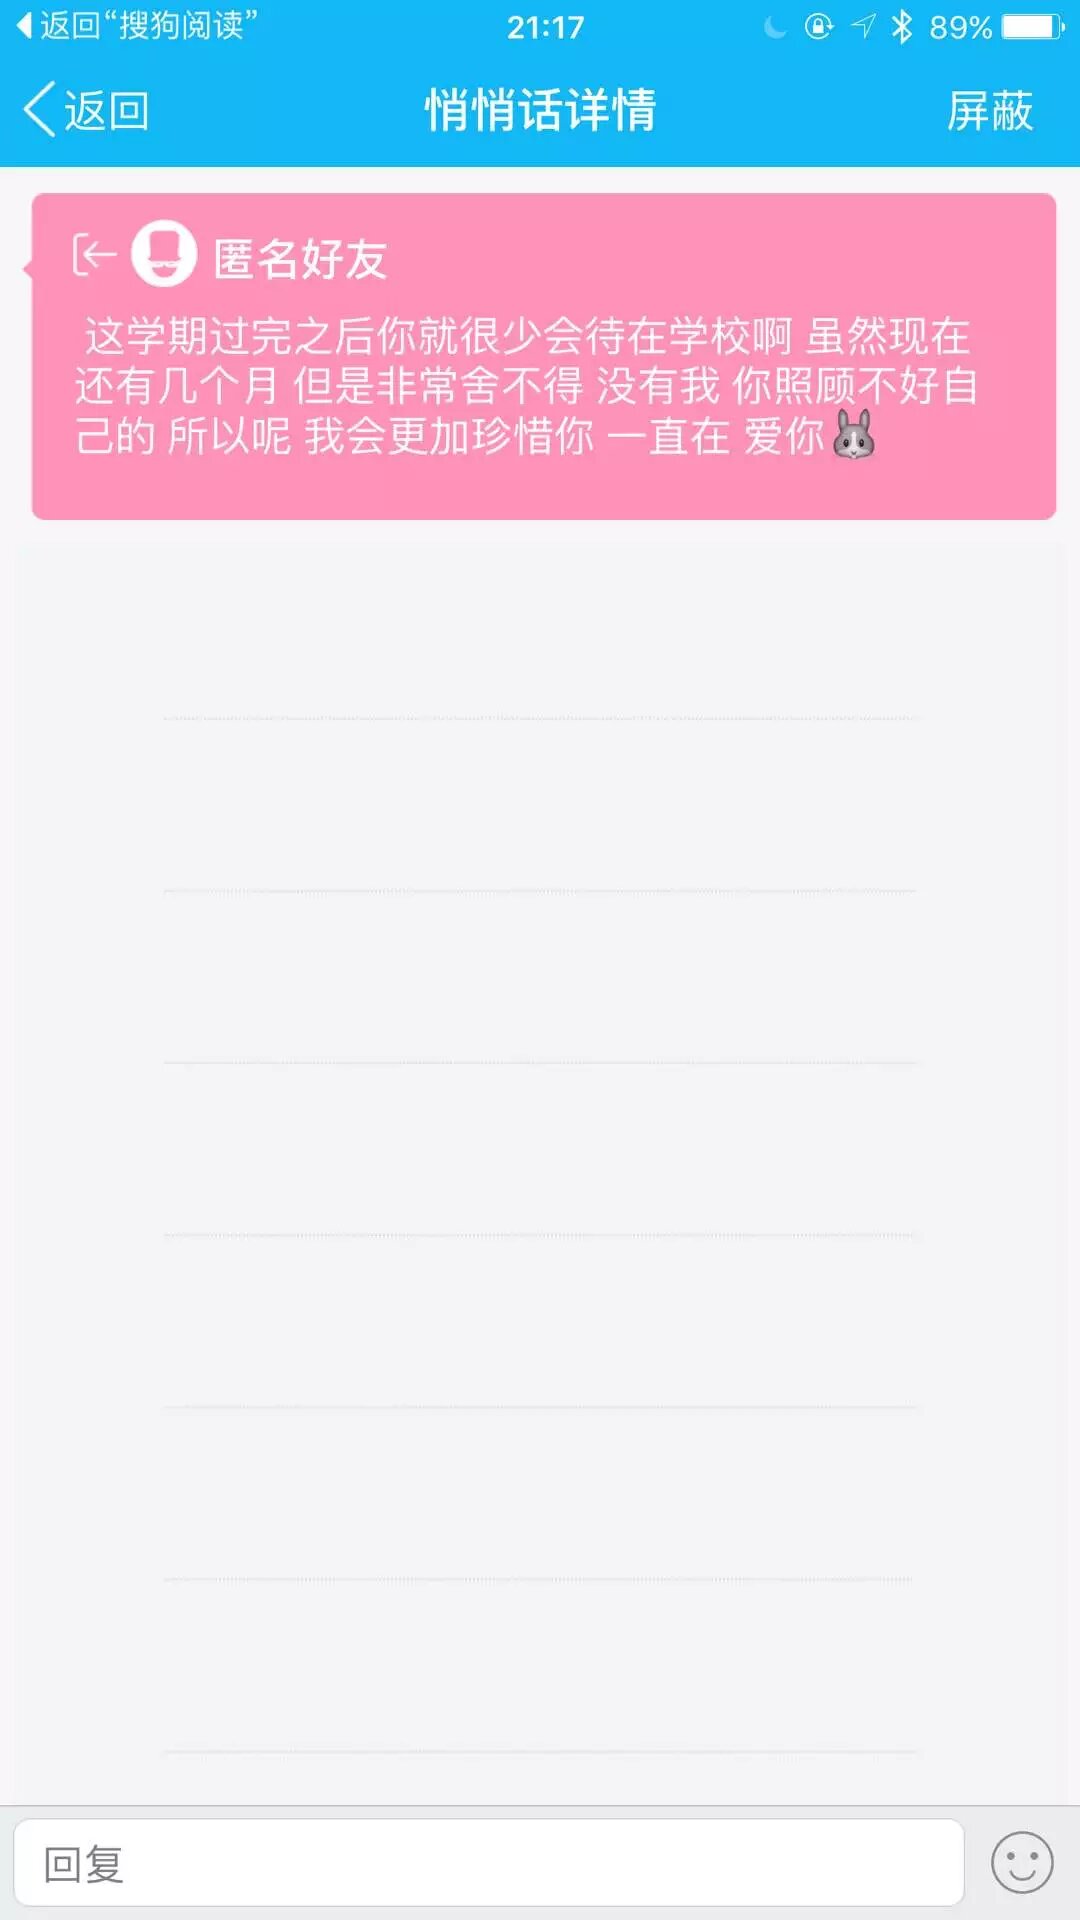 返回“搜狗阅读”
21:17
89%
返回
悄悄话详情
屏蔽
匿名好友
这学期过完之后你就很少会待在学校啊 虽然现在
还有几个月 但是非常舍不得 没有我 你照顾不好自
己的 所以呢 我会更加珍惜你 一直在 爱你🐰
回复